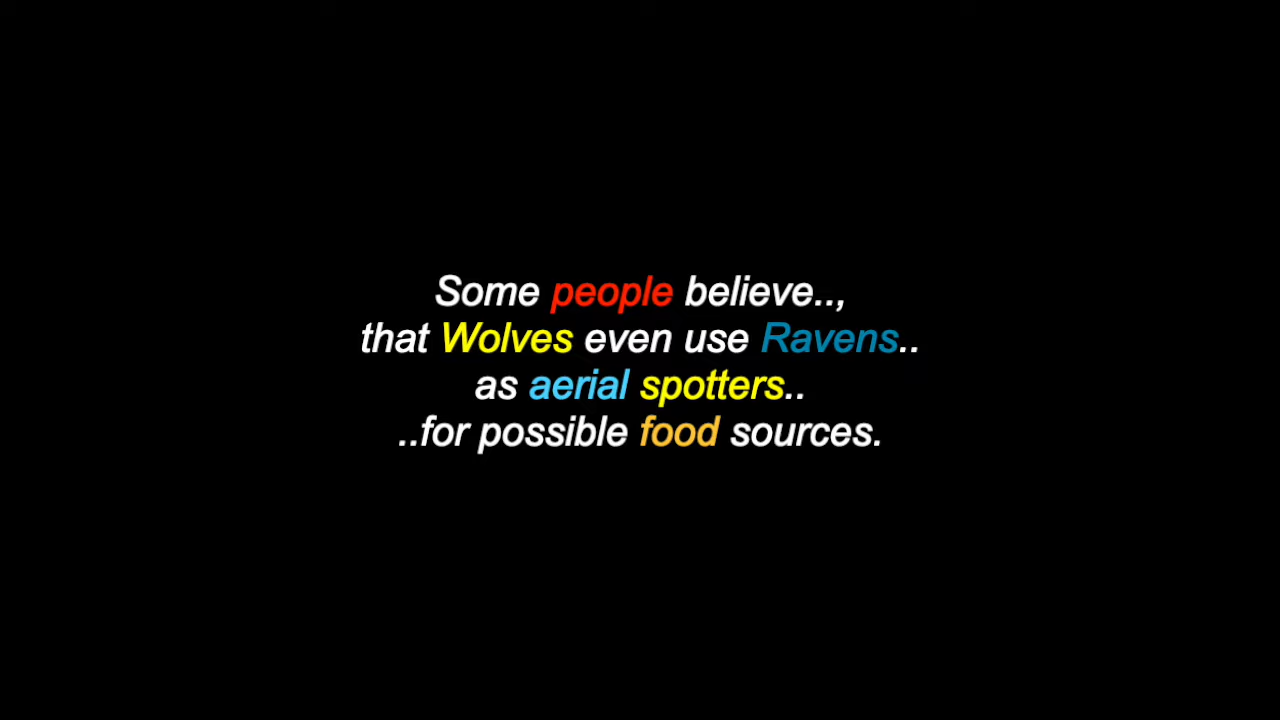 Some people believe..,
that Wolves even use Ravens..
as aerial spotters..
..for possible food sources.